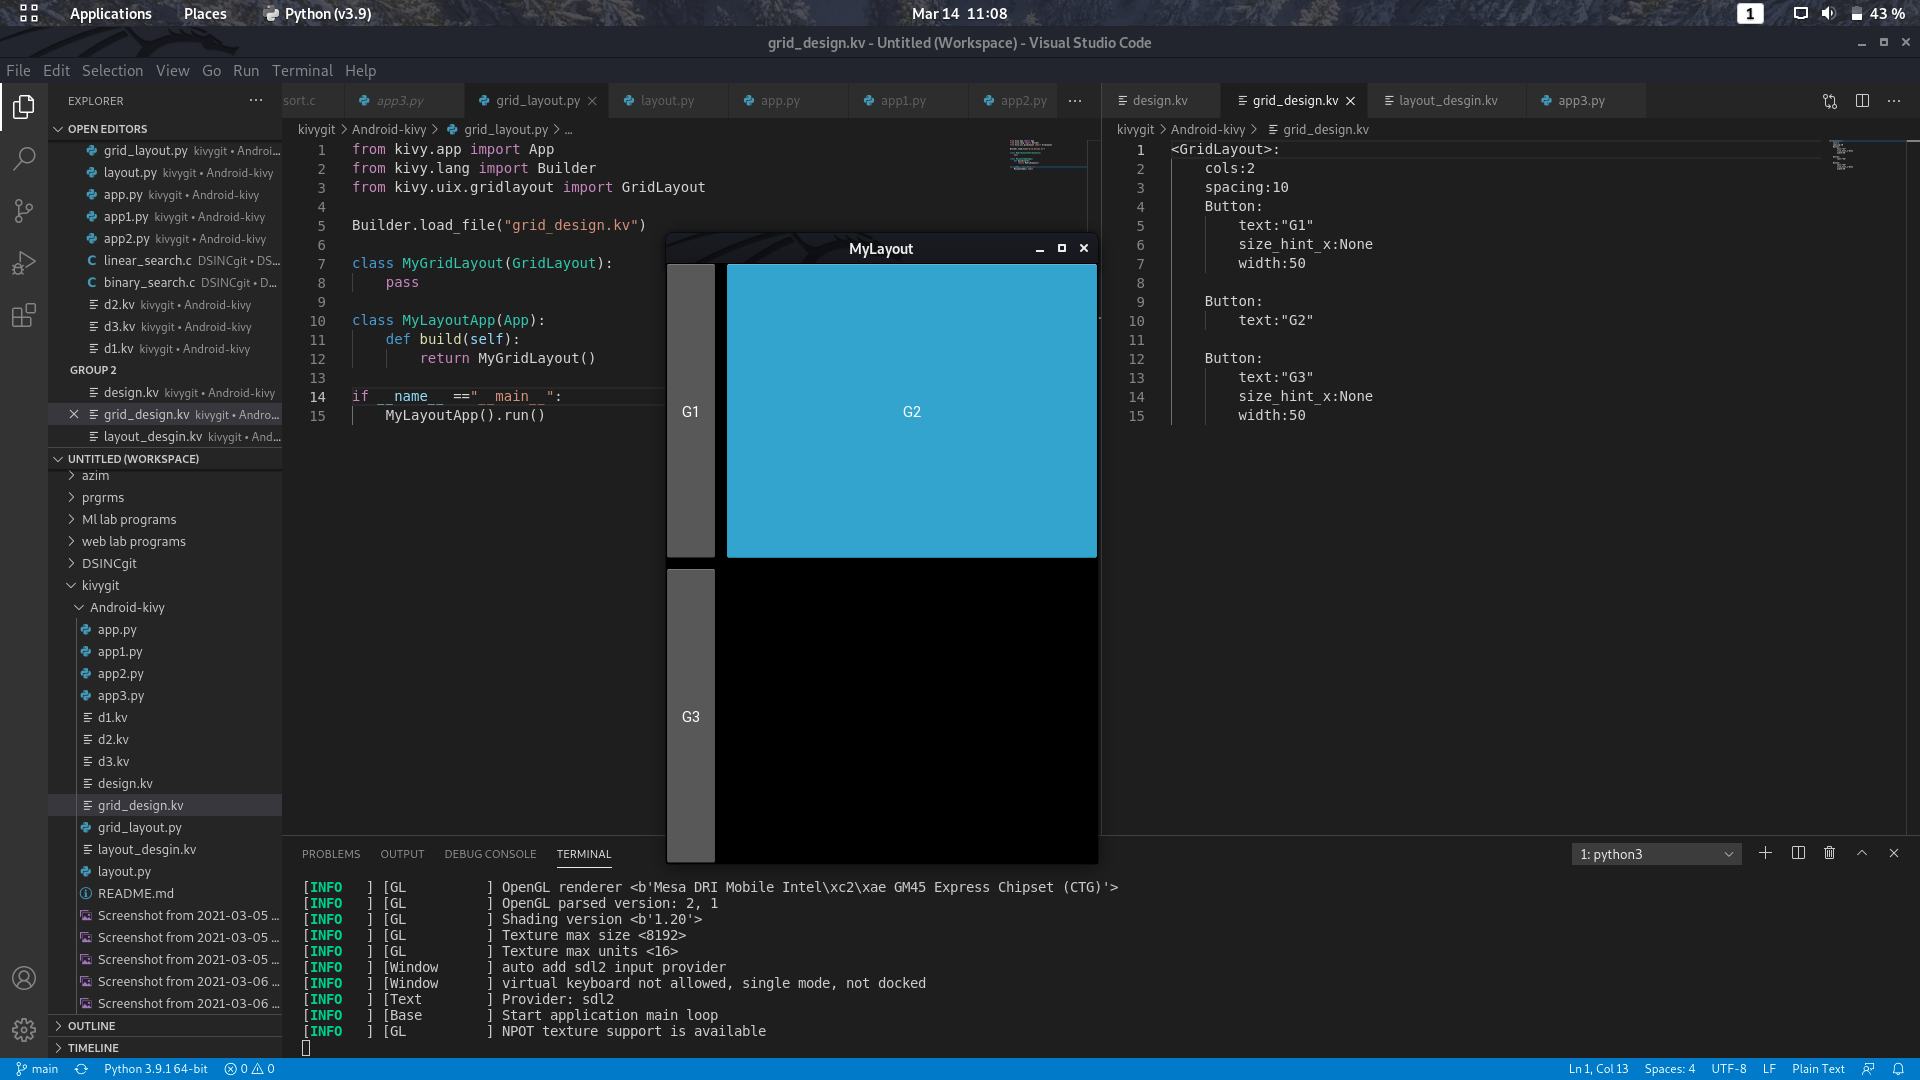 Applications Places Python (v3.9) Mar 14 11:08 1 43 %
grid_design.kv - Untitled (Workspace) - Visual Studio Code
File Edit Selection View Go Run Terminal Help
EXPLORER ···
OPEN EDITORS
grid_layout.py kivygit • Androi...
layout.py kivygit • Android-kivy
app.py kivygit • Android-kivy
app1.py kivygit • Android-kivy
app2.py kivygit • Android-kivy
linear_search.c DSINCgit • DS...
binary_search.c DSINCgit • D...
d2.kv kivygit • Android-kivy
d3.kv kivygit • Android-kivy
d1.kv kivygit • Android-kivy
GROUP 2
design.kv kivygit • Android-kivy
grid_design.kv kivygit • Andro...
layout_desgin.kv kivygit • And...
UNTITLED (WORKSPACE)
azim
prgrms
Ml lab programs
web lab programs
DSINCgit
kivygit
Android-kivy
app.py
app1.py
app2.py
app3.py
d1.kv
d2.kv
d3.kv
design.kv
grid_design.kv
grid_layout.py
layout_desgin.kv
layout.py
README.md
Screenshot from 2021-03-05 ...
Screenshot from 2021-03-05 ...
Screenshot from 2021-03-05 ...
Screenshot from 2021-03-06 ...
Screenshot from 2021-03-06 ...
OUTLINE
TIMELINE
sort.c app3.py grid_layout.py layout.py app.py app1.py app2.py ···
kivygit > Android-kivy > grid_layout.py > ...
1 from kivy.app import App
2 from kivy.lang import Builder
3 from kivy.uix.gridlayout import GridLayout
4
5 Builder.load_file("grid_design.kv")
6
7 class MyGridLayout(GridLayout):
8 pass
9
10 class MyLayoutApp(App):
11 def build(self):
12 return MyGridLayout()
13
14 if __name__ =="__main__":
15 MyLayoutApp().run()
MyLayout
G1
G2
G3
design.kv grid_design.kv layout_desgin.kv app3.py ···
kivygit > Android-kivy > grid_design.kv
1 <GridLayout>:
2 cols:2
3 spacing:10
4 Button:
5 text:"G1"
6 size_hint_x:None
7 width:50
8
9 Button:
10 text:"G2"
11
12 Button:
13 text:"G3"
14 size_hint_x:None
15 width:50
PROBLEMS OUTPUT DEBUG CONSOLE TERMINAL 1: python3
[INFO ] [GL ] OpenGL renderer <b'Mesa DRI Mobile Intel\xc2\xae GM45 Express Chipset (CTG)'>
[INFO ] [GL ] OpenGL parsed version: 2, 1
[INFO ] [GL ] Shading version <b'1.20'>
[INFO ] [GL ] Texture max size <8192>
[INFO ] [GL ] Texture max units <16>
[INFO ] [Window ] auto add sdl2 input provider
[INFO ] [Window ] virtual keyboard not allowed, single mode, not docked
[INFO ] [Text ] Provider: sdl2
[INFO ] [Base ] Start application main loop
[INFO ] [GL ] NPOT texture support is available
main Python 3.9.1 64-bit 0 0 Ln 1, Col 13 Spaces: 4 UTF-8 LF Plain Text